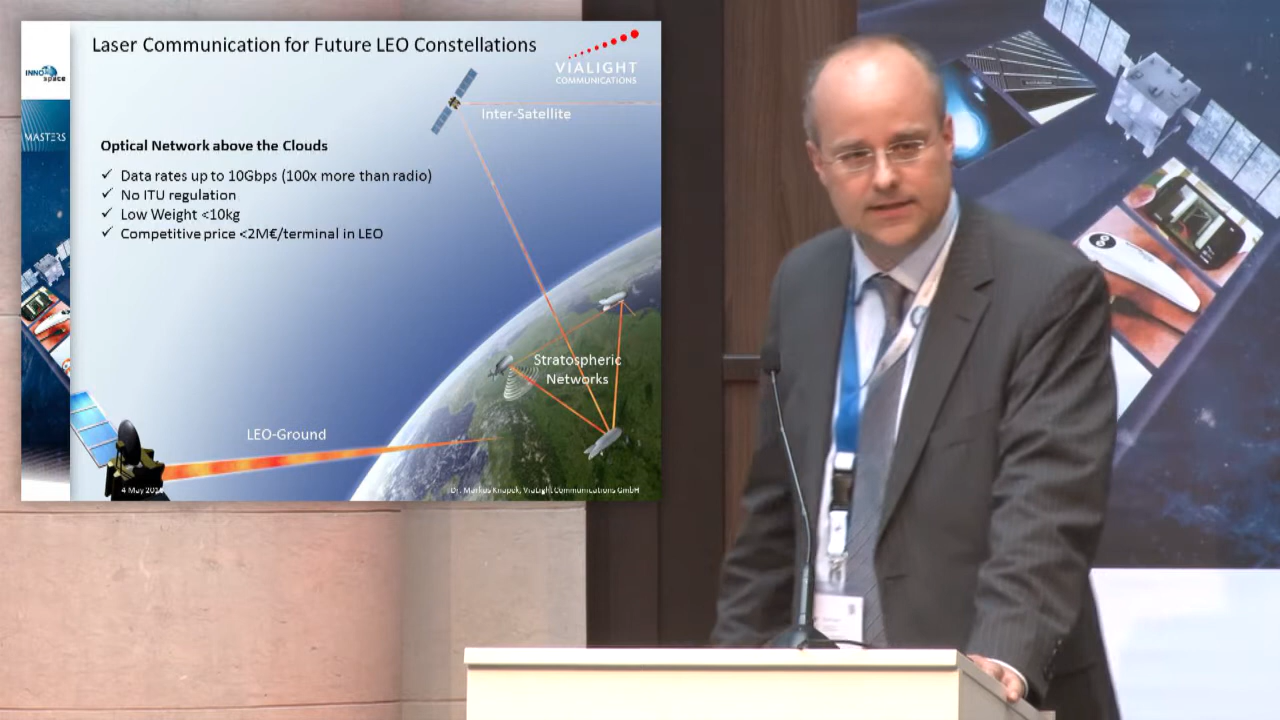 Laser Communication for Future LEO Constellations
INNO
space
MASTERS
VIALIGHT
COMMUNICATIONS
Inter-Satellite
Optical Network above the Clouds
✓ Data rates up to 10Gbps (100x more than radio)
✓ No ITU regulation
✓ Low Weight <10kg
✓ Competitive price <2M€/terminal in LEO
Stratospheric
Networks
LEO-Ground
4 May 201
Dr. Markus Knapek, ViaLight Communications GmbH